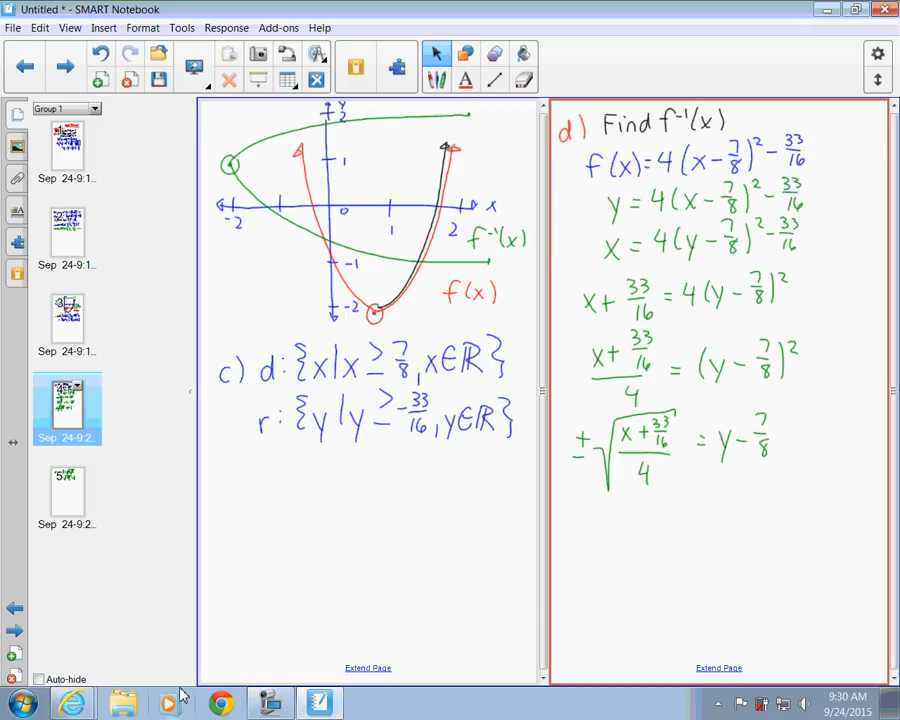 Untitled * - SMART Notebook
File Edit View Insert Format Tools Response Add-ons Help
Group 1
Sep 24-9:1...
Sep 24-9:1...
Sep 24-9:1...
Sep 24-9:2...
Sep 24-9:2...
Auto-hide
y
2
1
-2
0
1
2
x
-1
-2
f⁻¹(x)
f(x)
c) d: {x | x ≥ 7/8, x∈ℝ}
r: {y | y ≥ -33/16, y∈ℝ}
Extend Page
d) Find f⁻¹(x)
f(x) = 4(x - 7/8)² - 33/16
y = 4(x - 7/8)² - 33/16
x = 4(y - 7/8)² - 33/16
x + 33/16 = 4(y - 7/8)²
(x + 33/16)/4 = (y - 7/8)²
±√((x + 33/16)/4) = y - 7/8
Extend Page
9:30 AM
9/24/2015